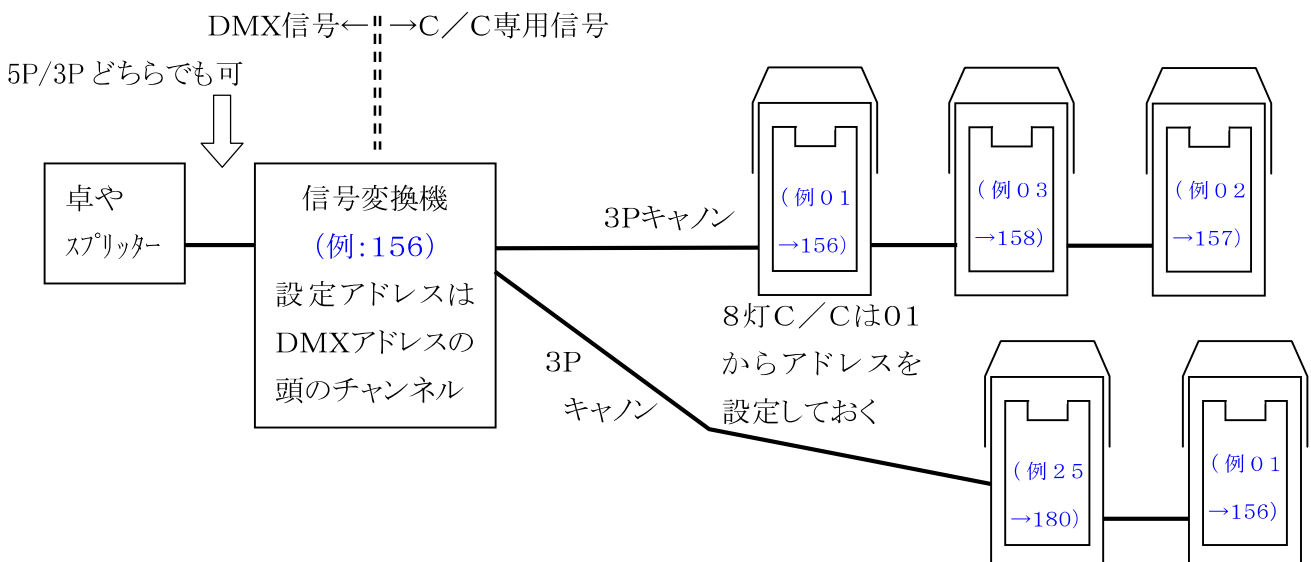 DMX信号←→C／C専用信号
5P/3Pどちらでも可
卓や
スプリッター
信号変換機
(例:156)
設定アドレスは
DMXアドレスの
頭のチャンネル
3Pキャノン
(例01
→156)
(例03
→158)
(例02
→157)
8灯C／Cは01
からアドレスを
設定しておく
3P
キャノン
(例25
→180)
(例01
→156)